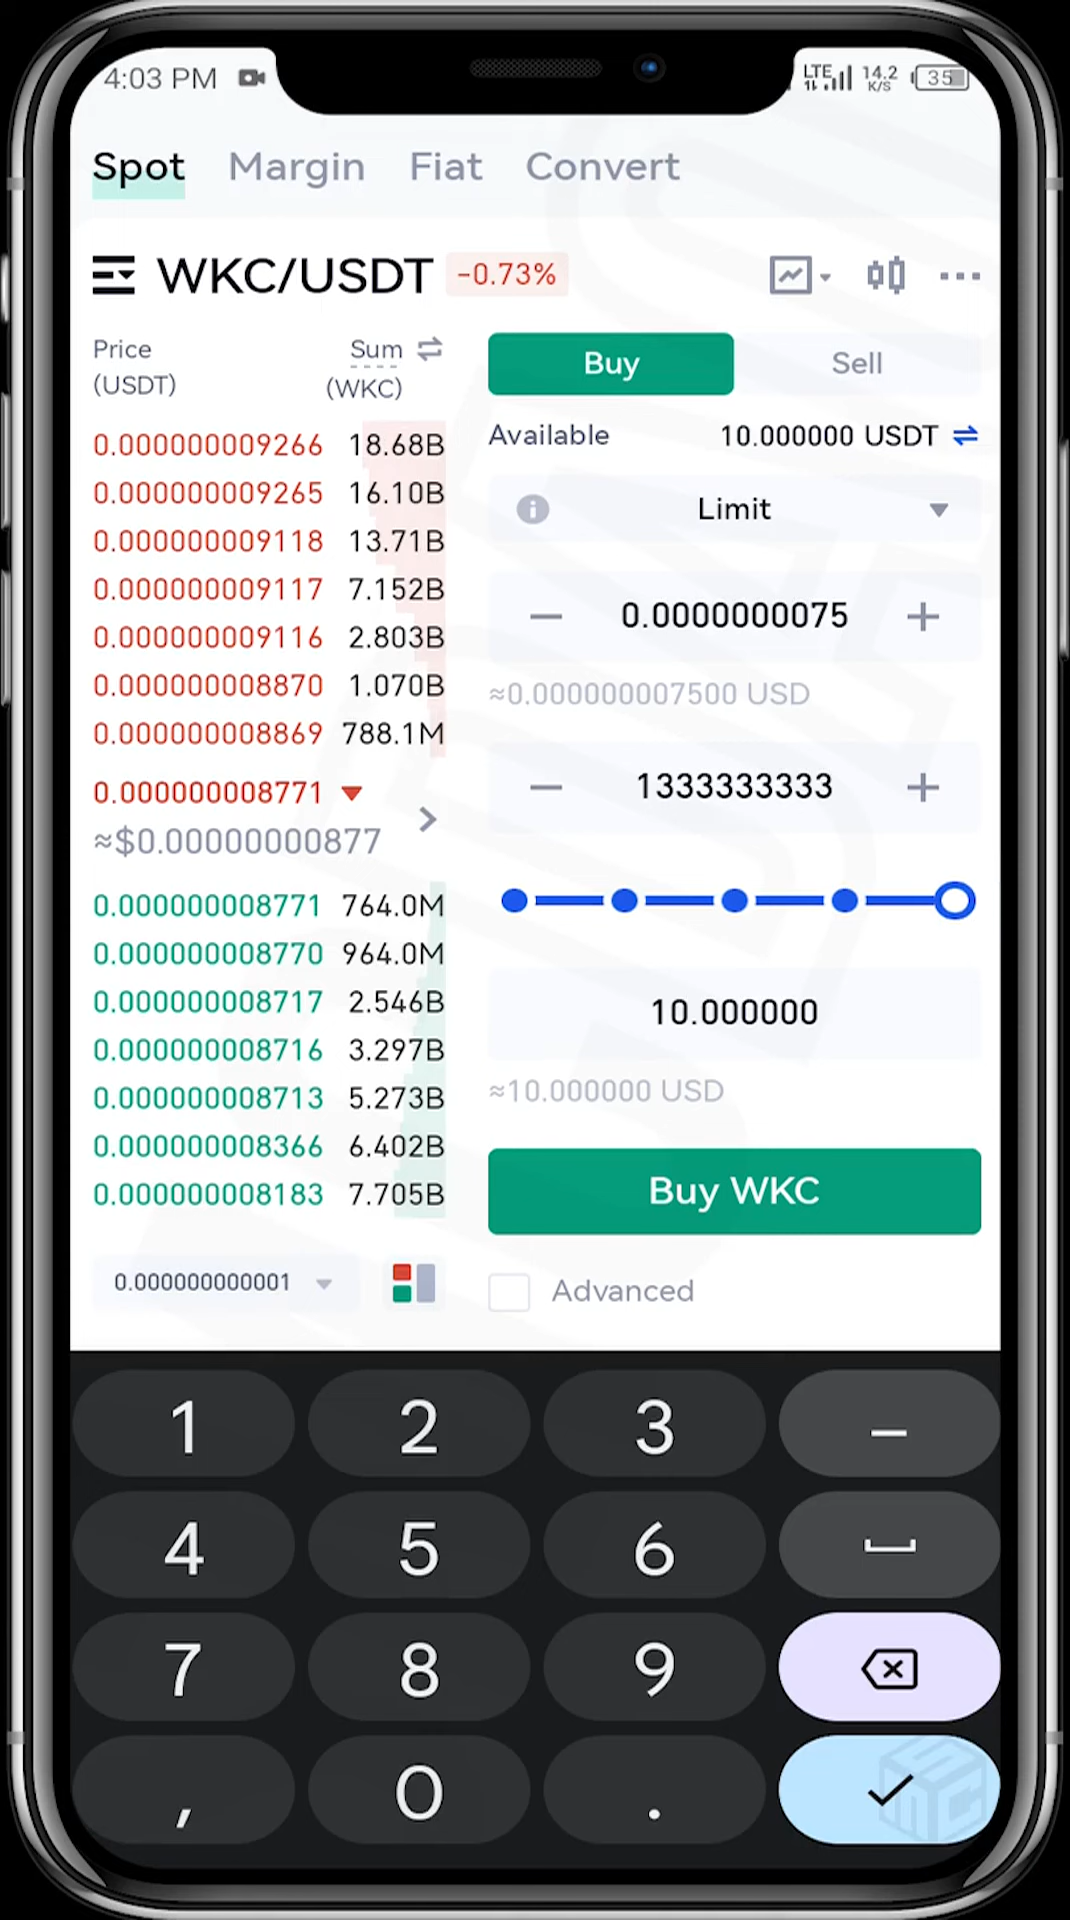 4:03 PM
LTE 14.2 K/S 35
Spot Margin Fiat Convert
WKC/USDT -0.73%
Price (USDT) Sum (WKC)
0.000000009266 18.68B
0.000000009265 16.10B
0.000000009118 13.71B
0.000000009117 7.152B
0.000000009116 2.803B
0.000000008870 1.070B
0.000000008869 788.1M
0.000000008771
≈$0.00000000877
0.000000008771 764.0M
0.000000008770 964.0M
0.000000008717 2.546B
0.000000008716 3.297B
0.000000008713 5.273B
0.000000008366 6.402B
0.000000008183 7.705B
0.000000000001
Buy Sell
Available 10.000000 USDT
Limit
— 0.0000000075 +
≈0.000000007500 USD
— 1333333333 +
10.000000
≈10.000000 USD
Buy WKC
Advanced
1 2 3 –
4 5 6
7 8 9
, 0 .
SMC